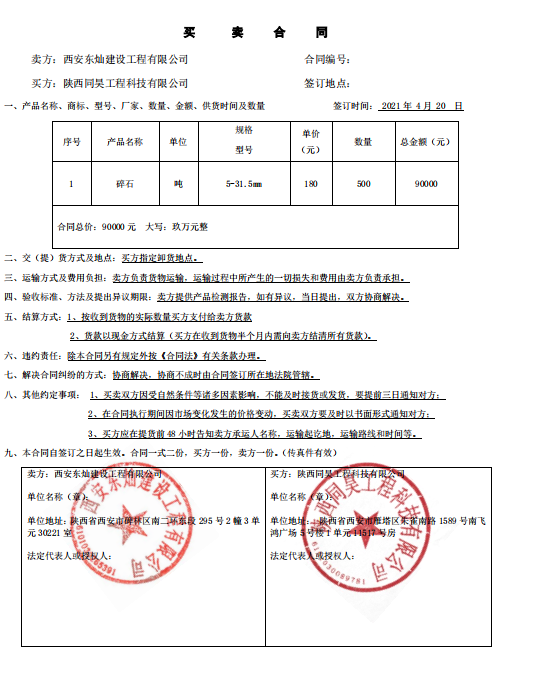 买 卖 合 同
卖方：西安东灿建设工程有限公司 合同编号：
买方：陕西同昊工程科技有限公司 签订地点：
一、产品名称、商标、型号、厂家、数量、金额、供货时间及数量 签订时间： 2021 年 4 月 20 日
序号 产品名称 单位 规格型号 单价（元） 数量 总金额（元）
1 碎石 吨 5-31.5mm 180 500 90000
合同总价：90000 元 大写：玖万元整
二、交（提）货方式及地点：买方指定卸货地点。
三、运输方式及费用负担：卖方负责货物运输，运输过程中所产生的一切损失和费用由卖方负责承担。
四、验收标准、方法及提出异议期限：卖方提供产品检测报告，如有异议，当日提出，双方协商解决。
五、结算方式：1、按收到货物的实际数量买方支付给卖方货款
2、货款以现金方式结算（买方在收到货物半个月内需向卖方结清所有货款）。
六、违约责任：除本合同另有规定外按《合同法》有关条款办理。
七、解决合同纠纷的方式：协商解决，协商不成时由合同签订所在地法院管辖。
八、其他约定事项： 1、买卖双方因受自然条件等诸多因素影响，不能及时接货或发货，要提前三日通知对方；
2、在合同执行期间因市场变化发生的价格变动，买卖双方要及时以书面形式通知对方；
3、买方应在提货前 48 小时告知卖方承运人名称，运输起讫地，运输路线和时间等。
九、本合同自签订之日起生效。合同一式二份，买方一份，卖方一份。（传真件有效）
卖方：西安东灿建设工程有限公司
单位名称（章）：
单位地址：陕西省西安市碑林区南二环东段 295 号 2 幢 3 单
元 30221 室
法定代表人或授权人：
西安东灿建设工程有限公司
买方：陕西同昊工程科技有限公司
单位名称（章）：
单位地址： 陕西省西安市雁塔区朱雀南路 1589 号南飞
鸿广场 5 号楼 1 单元 11517 号房
法定代表人或授权人：
陕西同昊工程科技有限公司